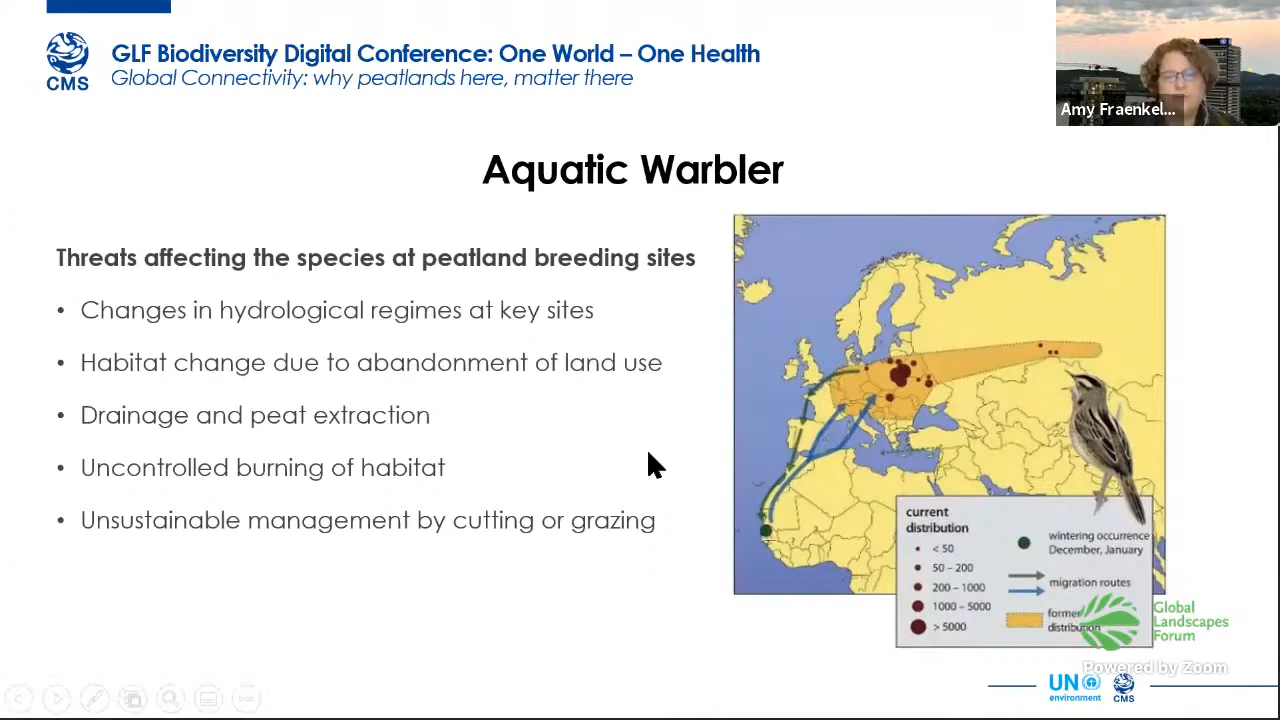 GLF Biodiversity Digital Conference: One World – One Health
Global Connectivity: why peatlands here, matter there
CMS
Amy Fraenkel...
Aquatic Warbler
Threats affecting the species at peatland breeding sites
• Changes in hydrological regimes at key sites
• Habitat change due to abandonment of land use
• Drainage and peat extraction
• Uncontrolled burning of habitat
• Unsustainable management by cutting or grazing
current
distribution
< 50
50 – 200
200 – 1000
1000 – 5000
> 5000
wintering occurrence
December, January
migration routes
former
distribution
Global
Landscapes
Forum
Powered by Zoom
UN
environment
CMS